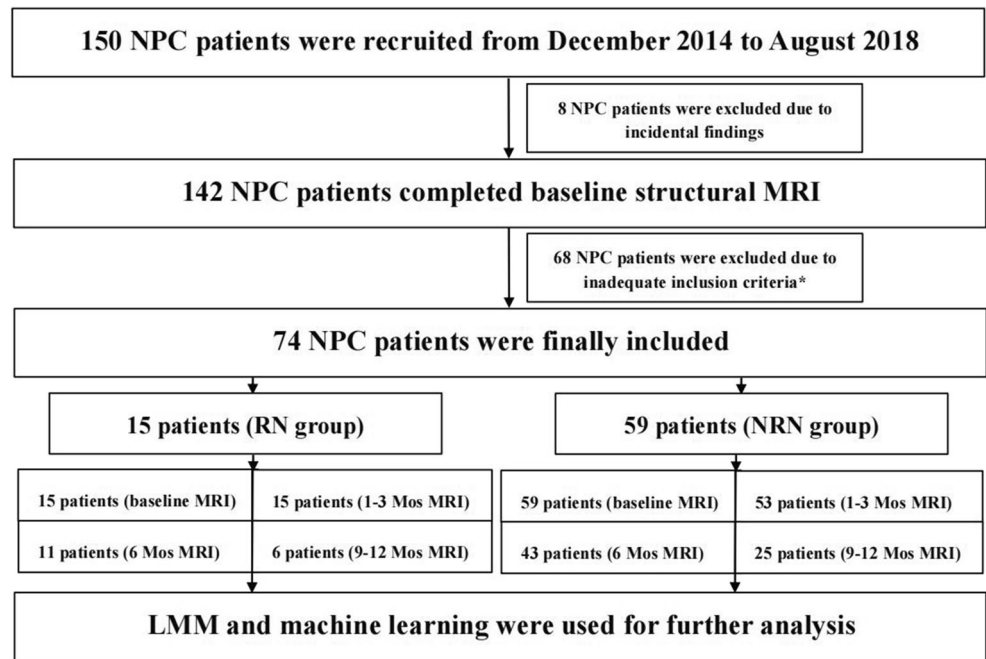 150 NPC patients were recruited from December 2014 to August 2018
8 NPC patients were excluded due to
incidental findings
142 NPC patients completed baseline structural MRI
68 NPC patients were excluded due to
inadequate inclusion criteria*
74 NPC patients were finally included
15 patients (RN group)
59 patients (NRN group)
15 patients (baseline MRI)
15 patients (1-3 Mos MRI)
59 patients (baseline MRI)
53 patients (1-3 Mos MRI)
11 patients (6 Mos MRI)
6 patients (9-12 Mos MRI)
43 patients (6 Mos MRI)
25 patients (9-12 Mos MRI)
LMM and machine learning were used for further analysis